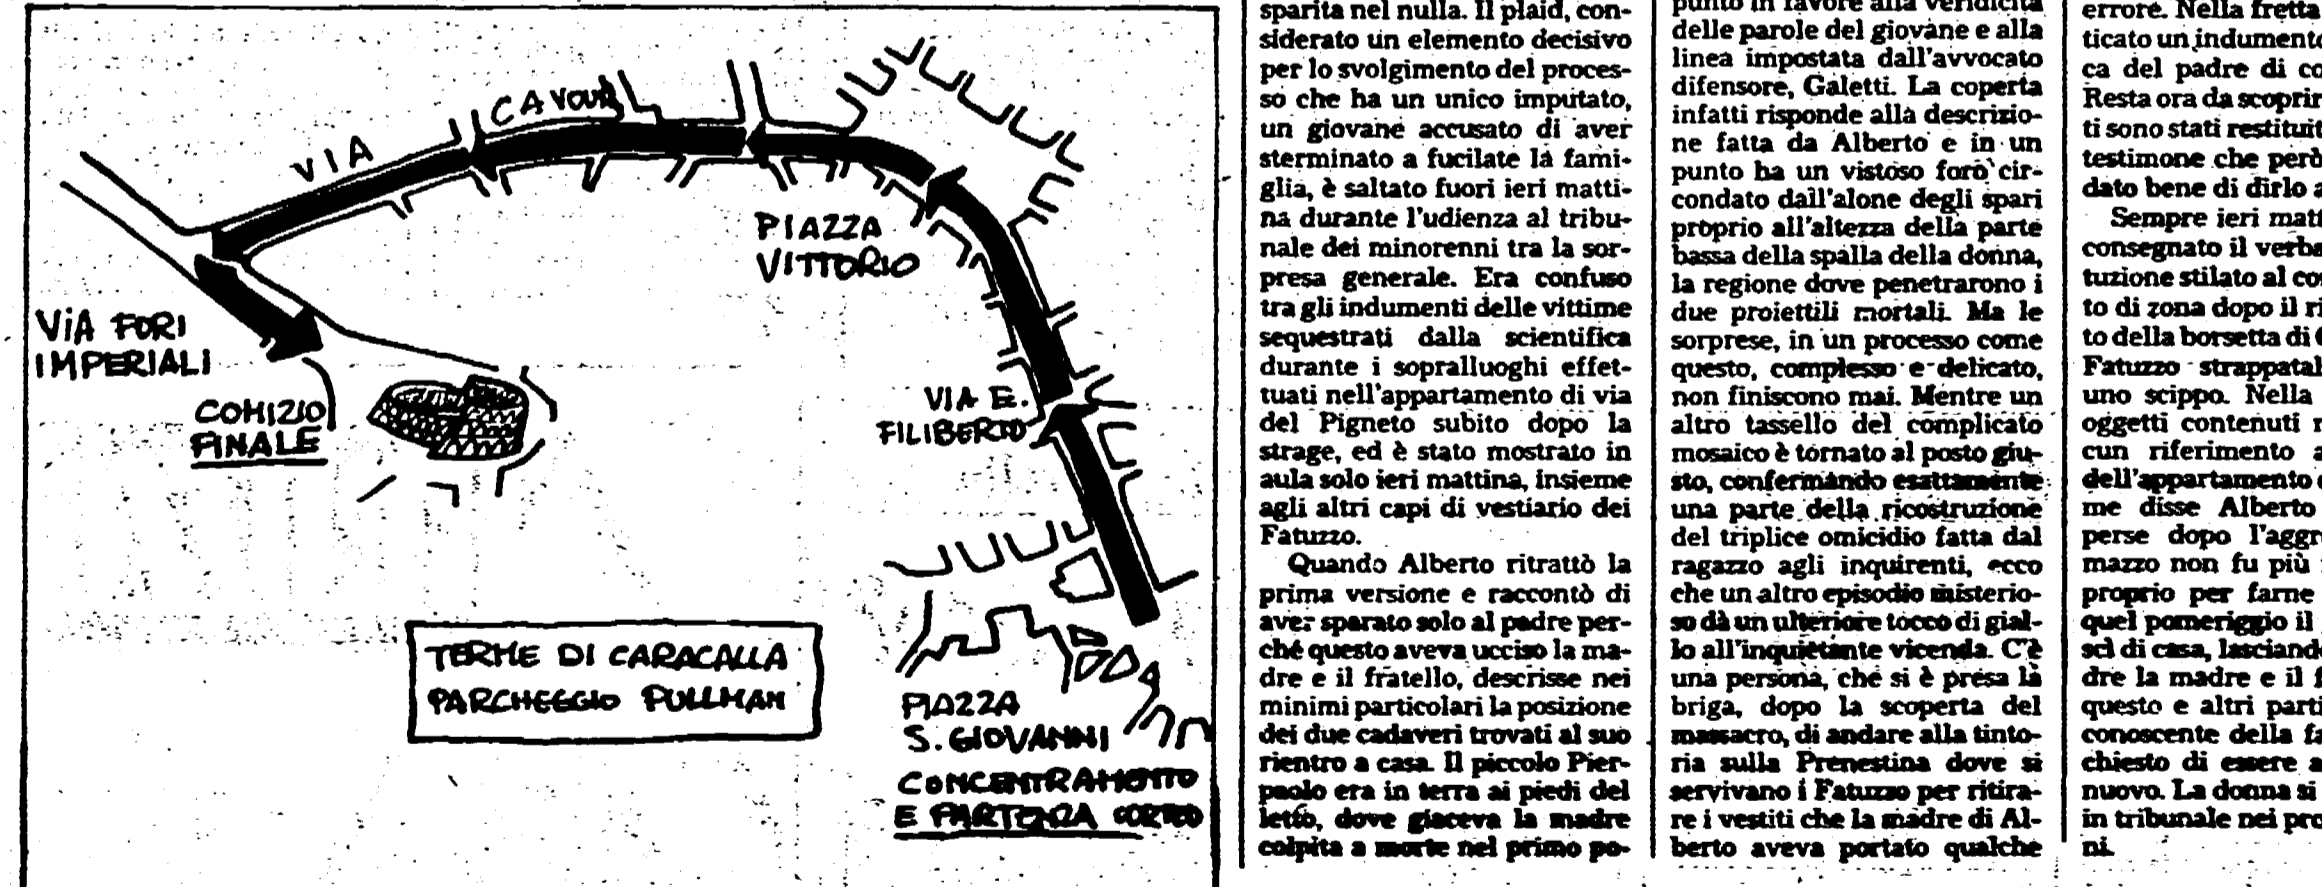 VIA CAVOUR
PIAZZA
VITTORIO
VIA FORI
IMPERIALI
COMIZIO
FINALE
VIA E.
FILIBERTO
TERME DI CARACALLA
PARCHEGGIO PULLMAN
PIAZZA
S. GIOVANNI
CONCENTRAMENTO
E PARTENZA CORTEO
sparita nel nulla. Il plaid, con-
siderato un elemento decisivo
per lo svolgimento del proces-
so che ha un unico imputato,
un giovane accusato di aver
sterminato a fucilate la fami-
glia, è saltato fuori ieri matti-
na durante l'udienza al tribu-
nale dei minorenni tra la sor-
presa generale. Era confuso
tra gli indumenti delle vittime
sequestrati dalla scientifica
durante i sopralluoghi effet-
tuati nell'appartamento di via
del Pigneto subito dopo la
strage, ed è stato mostrato in
aula solo ieri mattina, insieme
agli altri capi di vestiario dei
Fatuzzo.
Quando Alberto ritrattò la
prima versione e raccontò di
aver sparato solo al padre per-
ché questo aveva ucciso la ma-
dre e il fratello, descrisse nei
minimi particolari la posizione
dei due cadaveri trovati al suo
rientro a casa. Il piccolo Pier-
paolo era in terra ai piedi del
letto, dove giaceva la madre
colpita a morte nel primo po-
punto in favore alla veridicità
delle parole del giovane e alla
linea impostata dall'avvocato
difensore, Galetti. La coperta
infatti risponde alla descrizio-
ne fatta da Alberto e in un
punto ha un vistoso foro cir-
condato dall'alone degli spari
proprio all'altezza della parte
bassa della spalla della donna,
la regione dove penetrarono i
due proiettili mortali. Ma le
sorprese, in un processo come
questo, complesso e delicato,
non finiscono mai. Mentre un
altro tassello del complicato
mosaico è tornato al posto giu-
sto, confermando esattamente
una parte della ricostruzione
del triplice omicidio fatta dal
ragazzo agli inquirenti, ecco
che un altro episodio misterio-
so dà un ulteriore tocco di gial-
lo all'inquietante vicenda. C'è
una persona, che si è presa la
briga, dopo la scoperta del
massacro, di andare alla tinto-
ria sulla Prenestina dove si
servivano i Fatuzzo per ritira-
re i vestiti che la madre di Al-
berto aveva portato qualche
errore. Nella fretta
ticato un indumento
ca del padre di co
Resta ora da scoprir
ti sono stati restituit
testimone che però
dato bene di dirlo a
Sempre ieri matt
consegnato il verba
tuzione stilato al co
to di zona dopo il ri
to della borsetta di
Fatuzzo strappata
uno scippo. Nella
oggetti contenuti
cun riferimento a
dell'appartamento
me disse Alberto
perse dopo l'aggr
mazzo non fu più
proprio per farne
quel pomeriggio il
scì di casa, lasciand
dre la madre e il f
questo e altri parti
conoscente della fa
chiesto di essere a
nuovo. La donna si
in tribunale nei pro
ni.